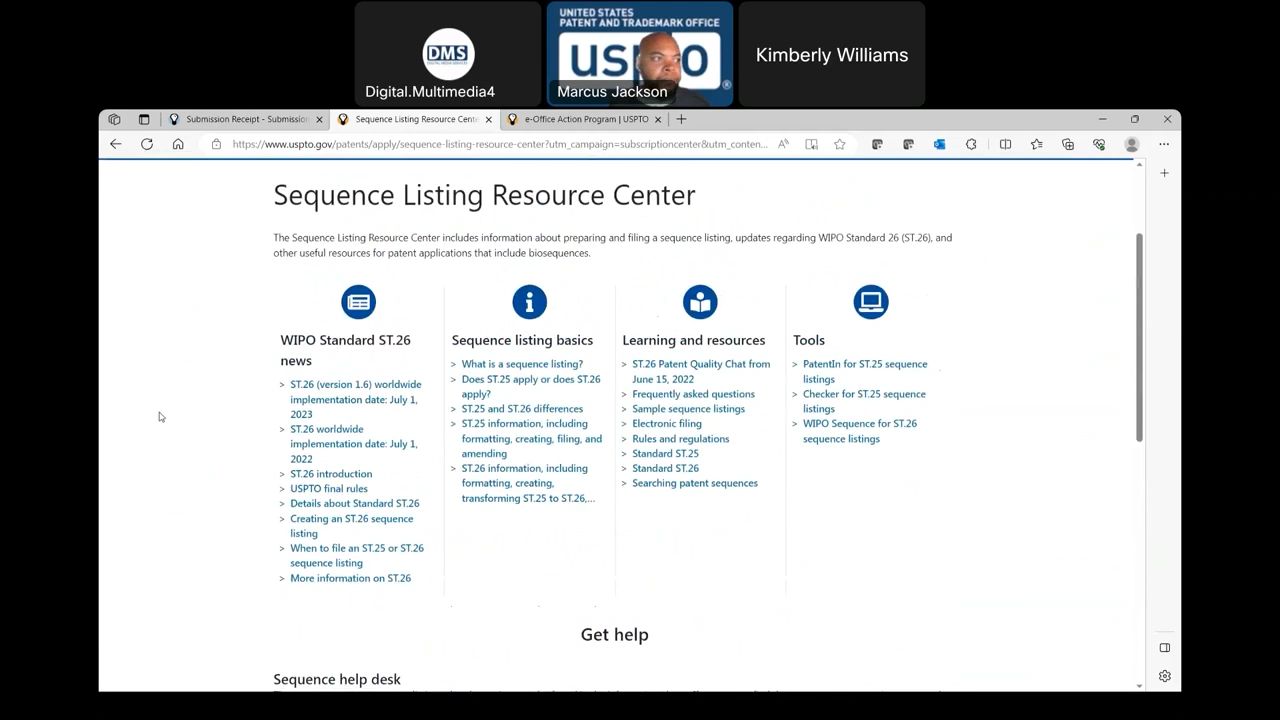 DMS
DIGITAL MEDIA SERVICES
Digital.Multimedia4
UNITED STATES
PATENT AND TRADEMARK OFFICE
Marcus Jackson
Kimberly Williams
Submission Receipt - Submission
Sequence Listing Resource Cente
e-Office Action Program | USPTO
https://www.uspto.gov/patents/apply/sequence-listing-resource-center?utm_campaign=subscriptioncenter&utm_conten...
Sequence Listing Resource Center
The Sequence Listing Resource Center includes information about preparing and filing a sequence listing, updates regarding WIPO Standard 26 (ST.26), and
other useful resources for patent applications that include biosequences.
WIPO Standard ST.26
news
> ST.26 (version 1.6) worldwide
implementation date: July 1,
2023
> ST.26 worldwide
implementation date: July 1,
2022
> ST.26 introduction
> USPTO final rules
> Details about Standard ST.26
> Creating an ST.26 sequence
listing
> When to file an ST.25 or ST.26
sequence listing
> More information on ST.26
Sequence listing basics
> What is a sequence listing?
> Does ST.25 apply or does ST.26
apply?
> ST.25 and ST.26 differences
> ST.25 information, including
formatting, creating, filing, and
amending
> ST.26 information, including
formatting, creating,
transforming ST.25 to ST.26,...
Learning and resources
> ST.26 Patent Quality Chat from
June 15, 2022
> Frequently asked questions
> Sample sequence listings
> Electronic filing
> Rules and regulations
> Standard ST.25
> Standard ST.26
> Searching patent sequences
Tools
> PatentIn for ST.25 sequence
listings
> Checker for ST.25 sequence
listings
> WIPO Sequence for ST.26
sequence listings
Get help
Sequence help desk